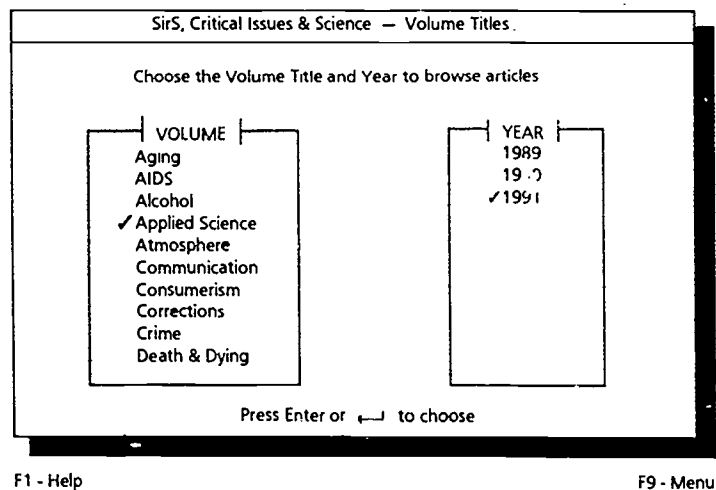 SirS, Critical Issues & Science — Volume Titles.
Choose the Volume Title and Year to browse articles
VOLUME
Aging
AIDS
Alcohol
✓ Applied Science
Atmosphere
Communication
Consumerism
Corrections
Crime
Death & Dying
YEAR
1989
✓ 1991
Press Enter or ↵ to choose
F1 - Help
F9 - Menu